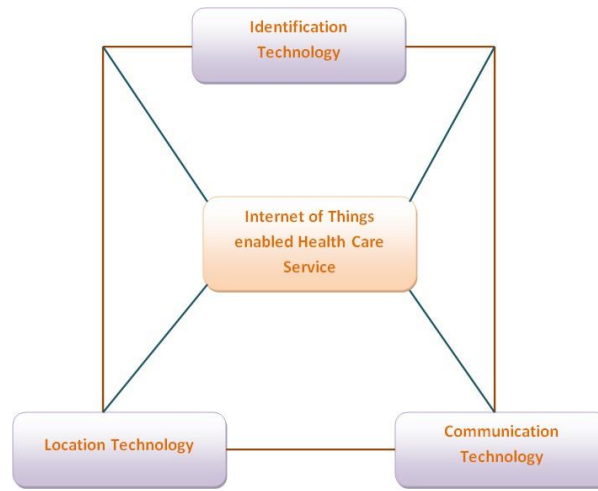 Identification
Technology
Internet of Things
enabled Health Care
Service
Location Technology
Communication
Technology